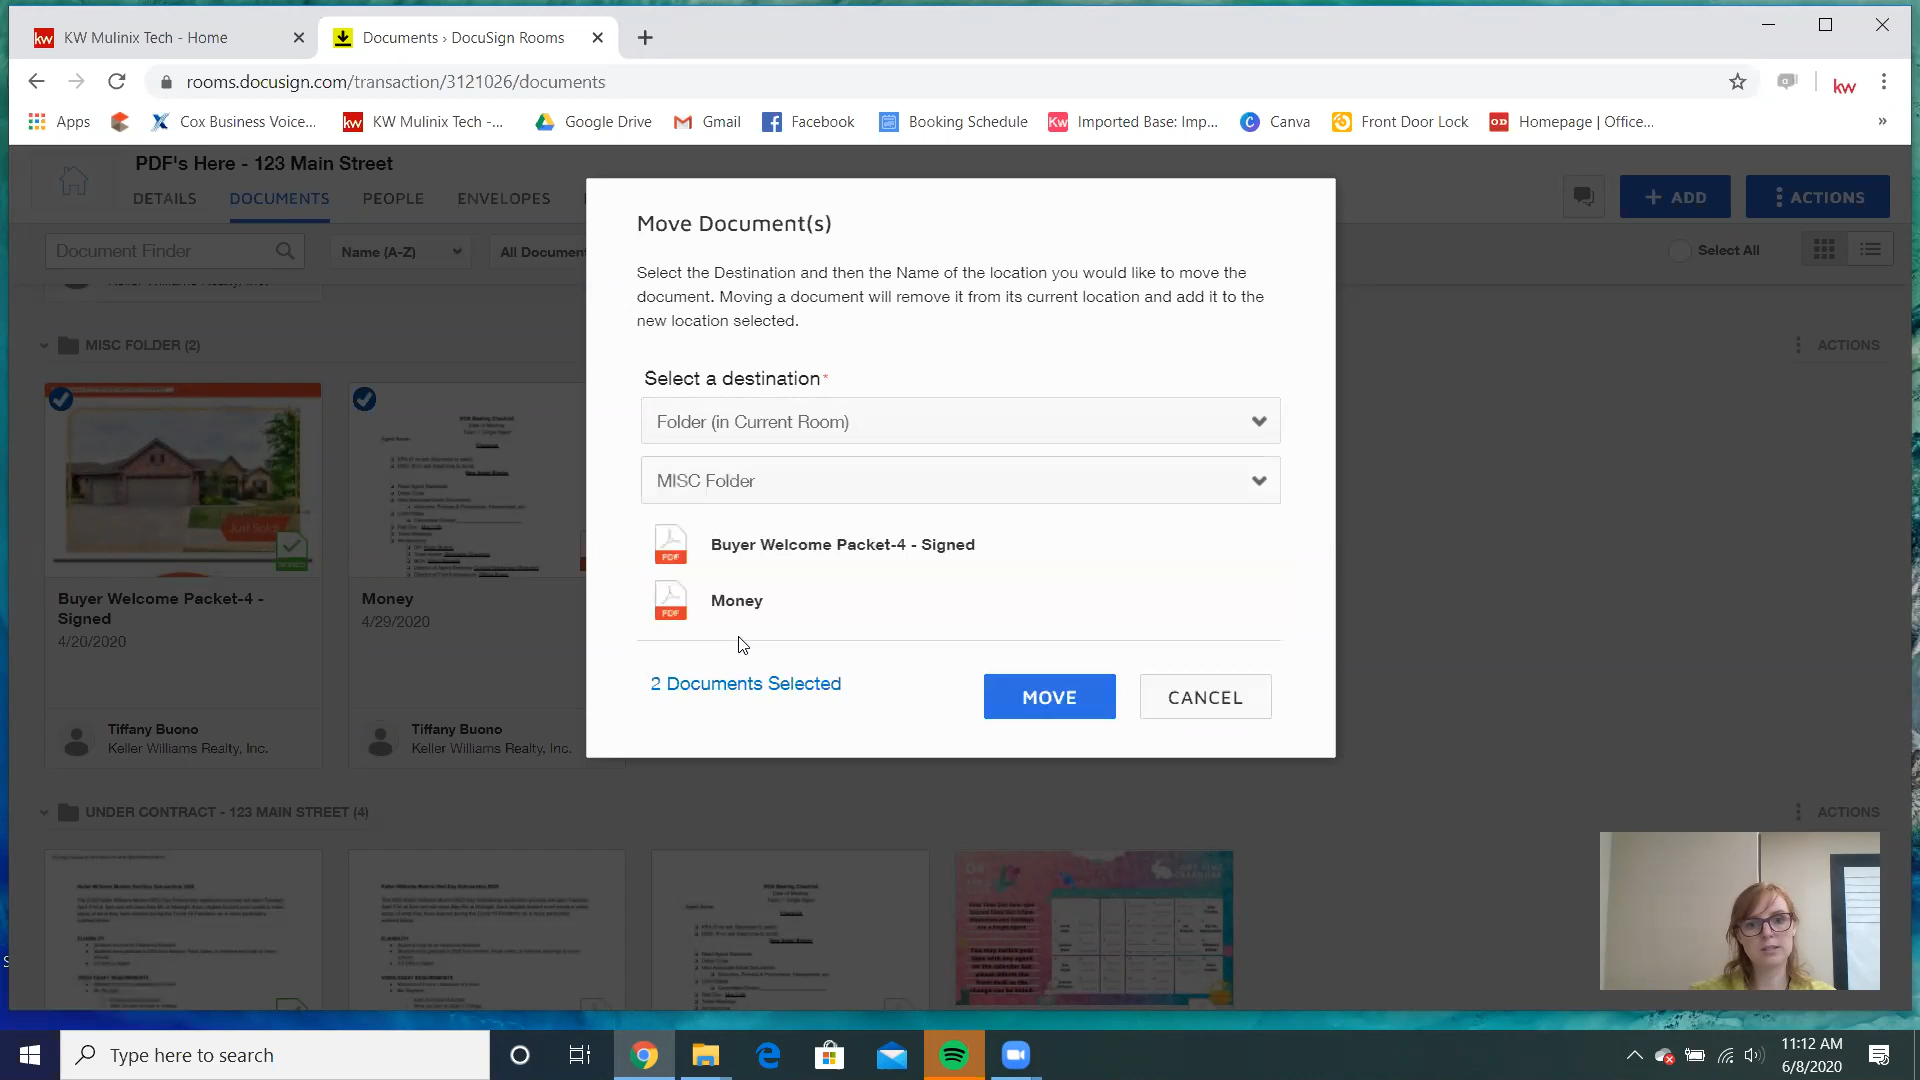 KW Mulinix Tech - Home
Documents › DocuSign Rooms
rooms.docusign.com/transaction/3121026/documents
Apps
Cox Business Voice...
KW Mulinix Tech -...
Google Drive
Gmail
Facebook
Booking Schedule
Imported Base: Imp...
Canva
Front Door Lock
Homepage | Office...
»
PDF's Here - 123 Main Street
DETAILS
DOCUMENTS
PEOPLE
ENVELOPES
+ ADD
ACTIONS
Document Finder
Name (A-Z)
All Document
Select All
Move Document(s)
Select the Destination and then the Name of the location you would like to move the
document. Moving a document will remove it from its current location and add it to the
new location selected.
Select a destination*
Folder (in Current Room)
MISC Folder
PDF
Buyer Welcome Packet-4 - Signed
PDF
Money
2 Documents Selected
MOVE
CANCEL
MISC FOLDER (2)
ACTIONS
Just Sold!
Buyer Welcome Packet-4 -
Signed
4/20/2020
Money
4/29/2020
Tiffany Buono
Keller Williams Realty, Inc.
Tiffany Buono
Keller Williams Realty, Inc.
UNDER CONTRACT - 123 MAIN STREET (4)
ACTIONS
Type here to search
11:12 AM
6/8/2020